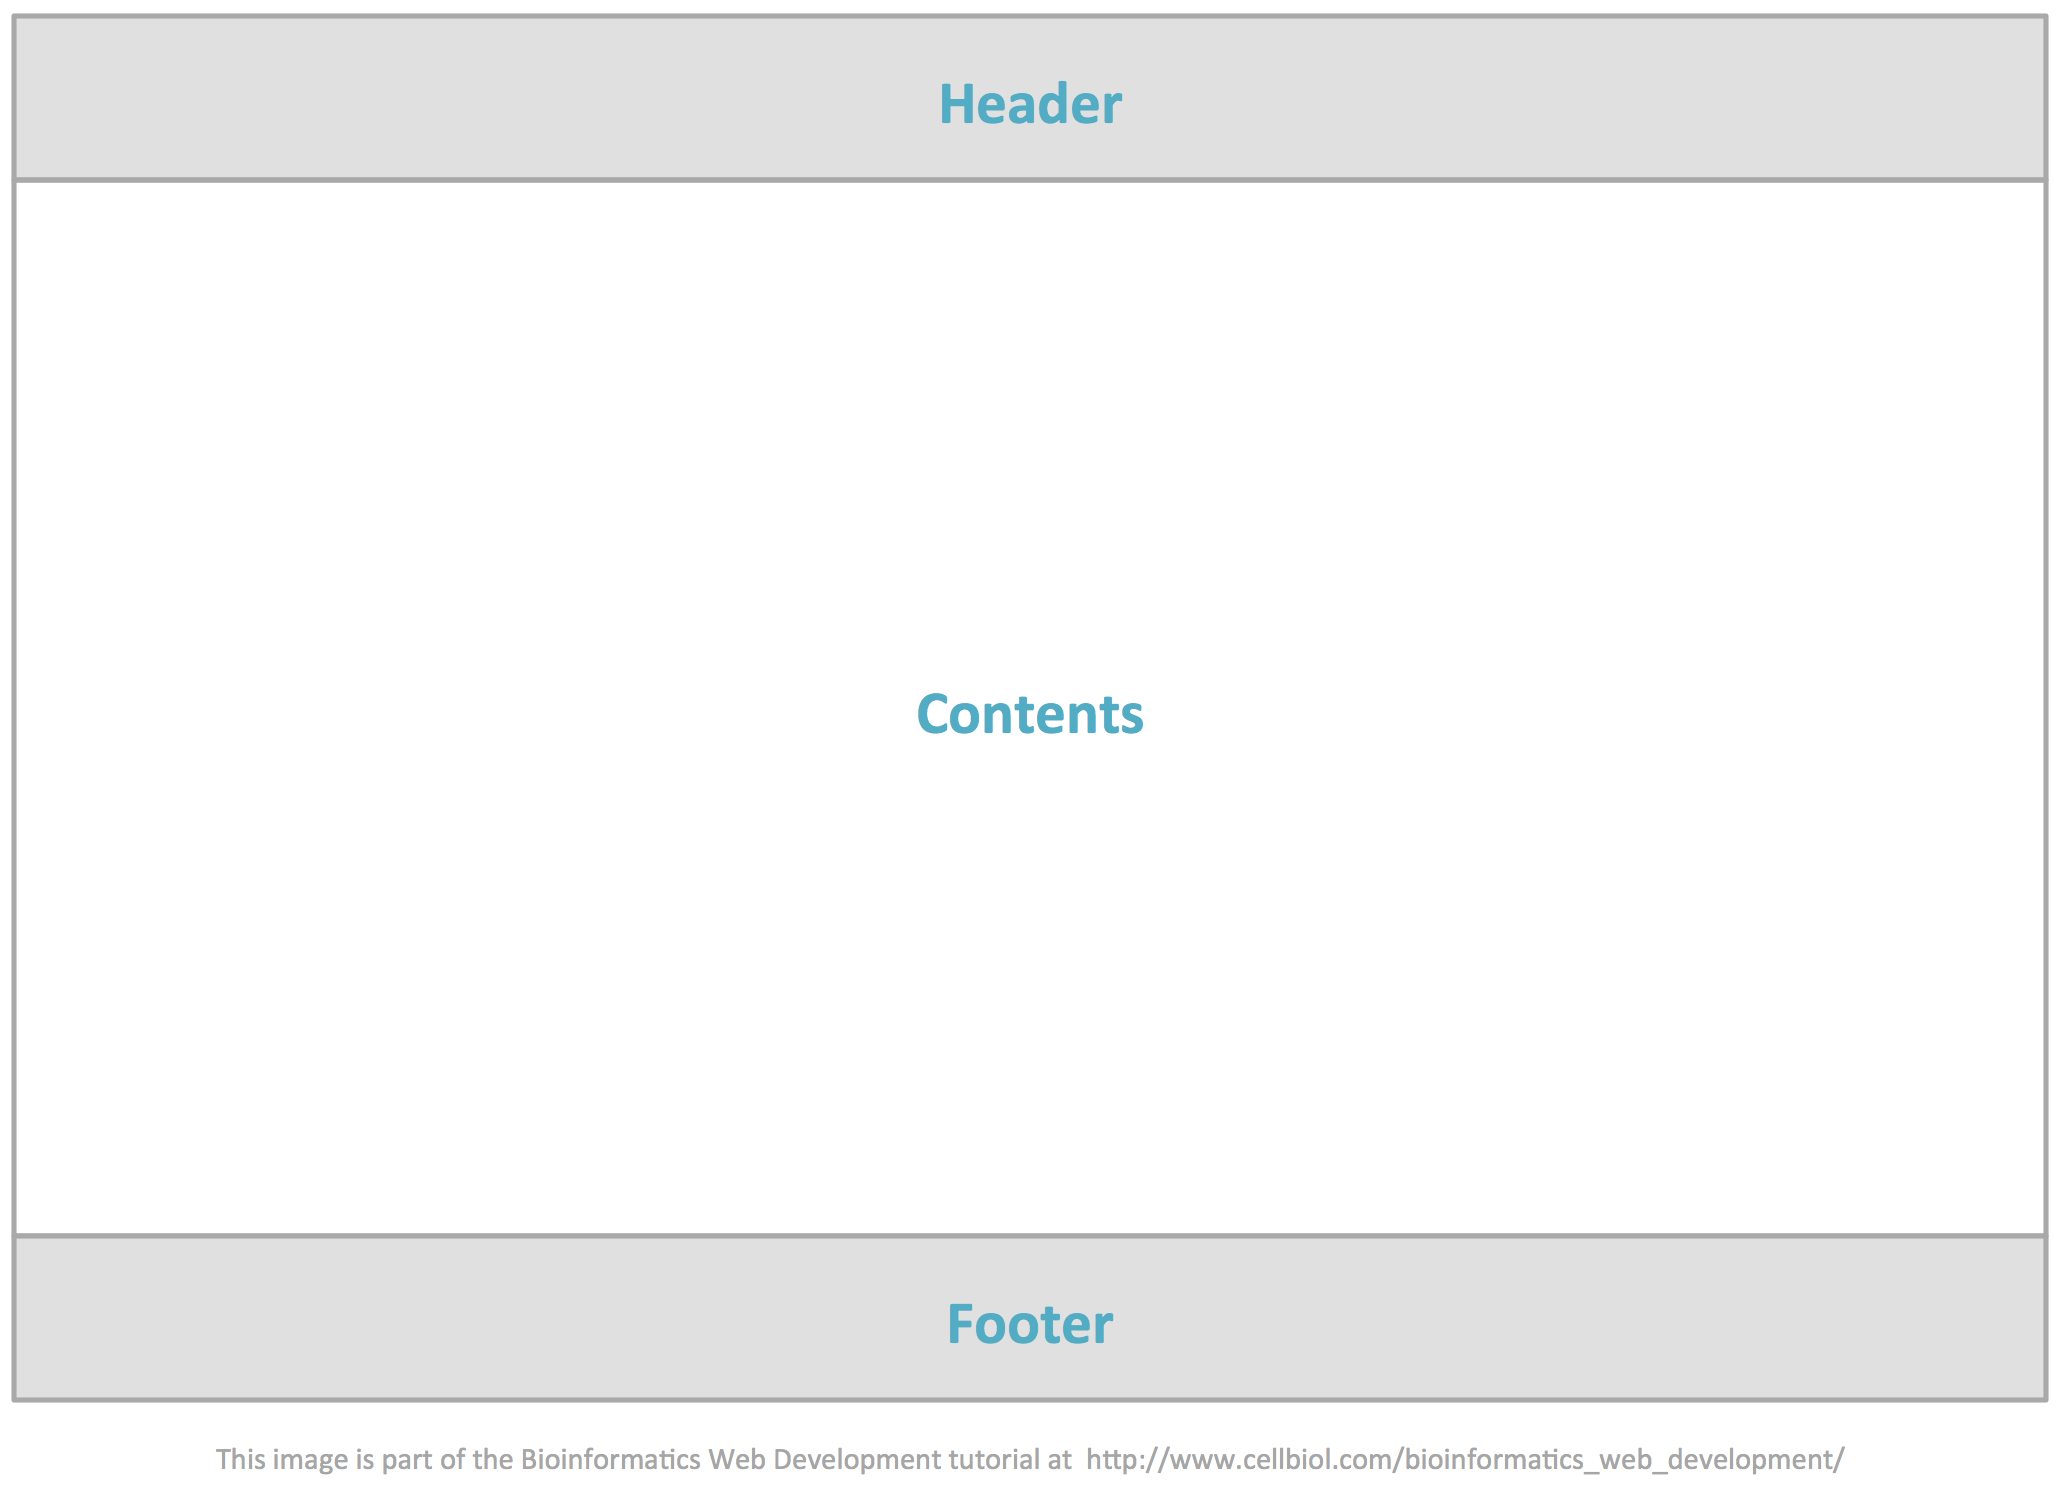 Header
Contents
Footer
This image is part of the Bioinformatics Web Development tutorial at  http://www.cellbiol.com/bioinformatics_web_development/